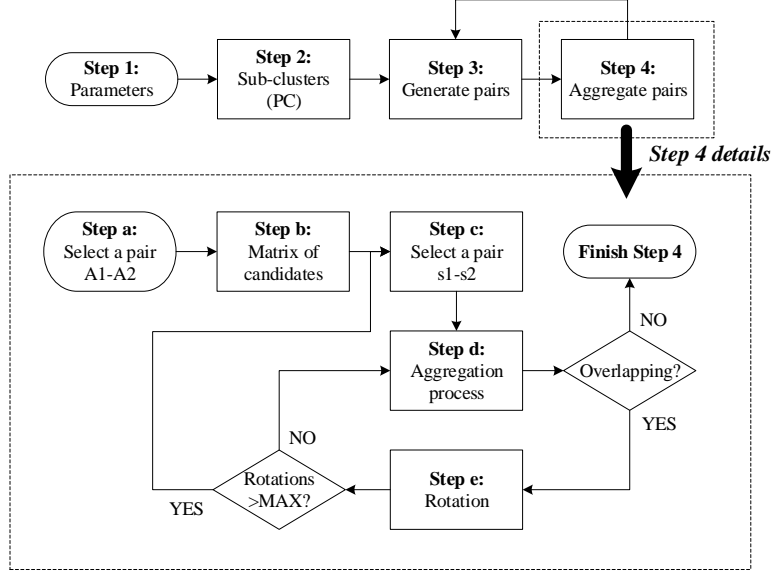 Step 1:
Parameters
Step 2:
Sub-clusters
(PC)
Step 3:
Generate pairs
Step 4:
Aggregate pairs
Step 4 details
Step a:
Select a pair
A1-A2
Step b:
Matrix of
candidates
Step c:
Select a pair
s1-s2
Finish Step 4
NO
Step d:
Aggregation
process
Overlapping?
YES
NO
Rotations
>MAX?
YES
Step e:
Rotation